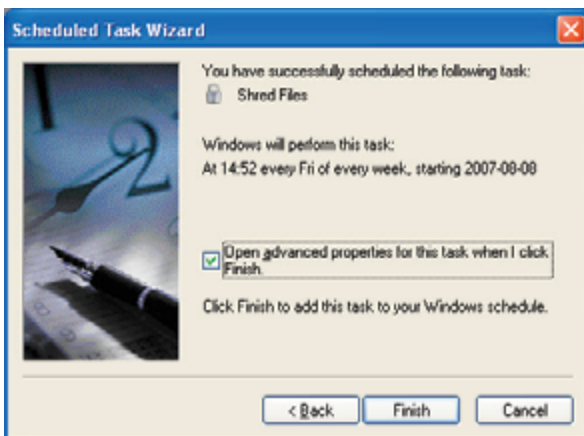 Scheduled Task Wizard
You have successfully scheduled the following task:
Shred Files
Windows will perform this task:
At 14:52 every Fri of every week, starting 2007-08-08
Open advanced properties for this task when I click
Finish.
Click Finish to add this task to your Windows schedule.
< Back
Finish
Cancel